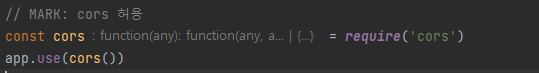 // MARK: cors 허용
const cors : function(any): function(any, a... | {...} = require('cors')
app.use(cors())